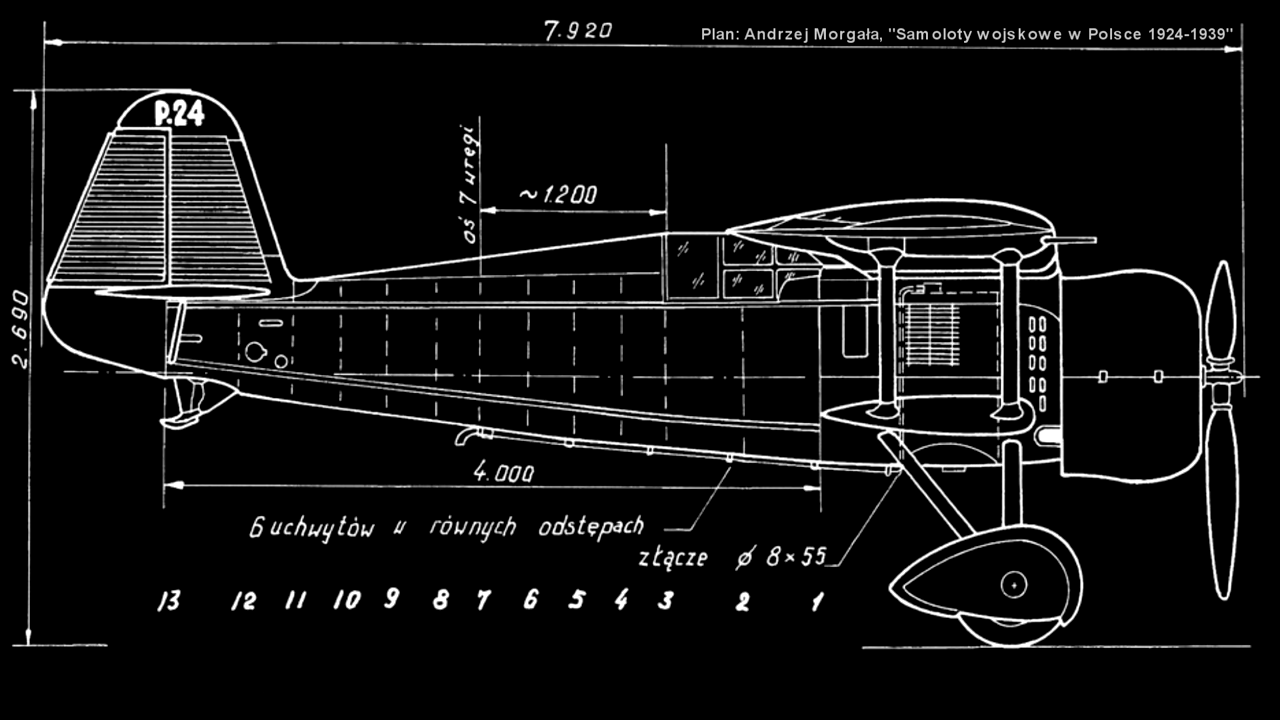 7.920
Plan: Andrzej Morgała, "Samoloty wojskowe w Polsce 1924-1939"
P.24
oś 7 wręgi
~1.200
2.690
4.000
6 uchwytów w równych odstępach
złącze ø 8×55
13 12 11 10 9 8 7 6 5 4 3 2 1